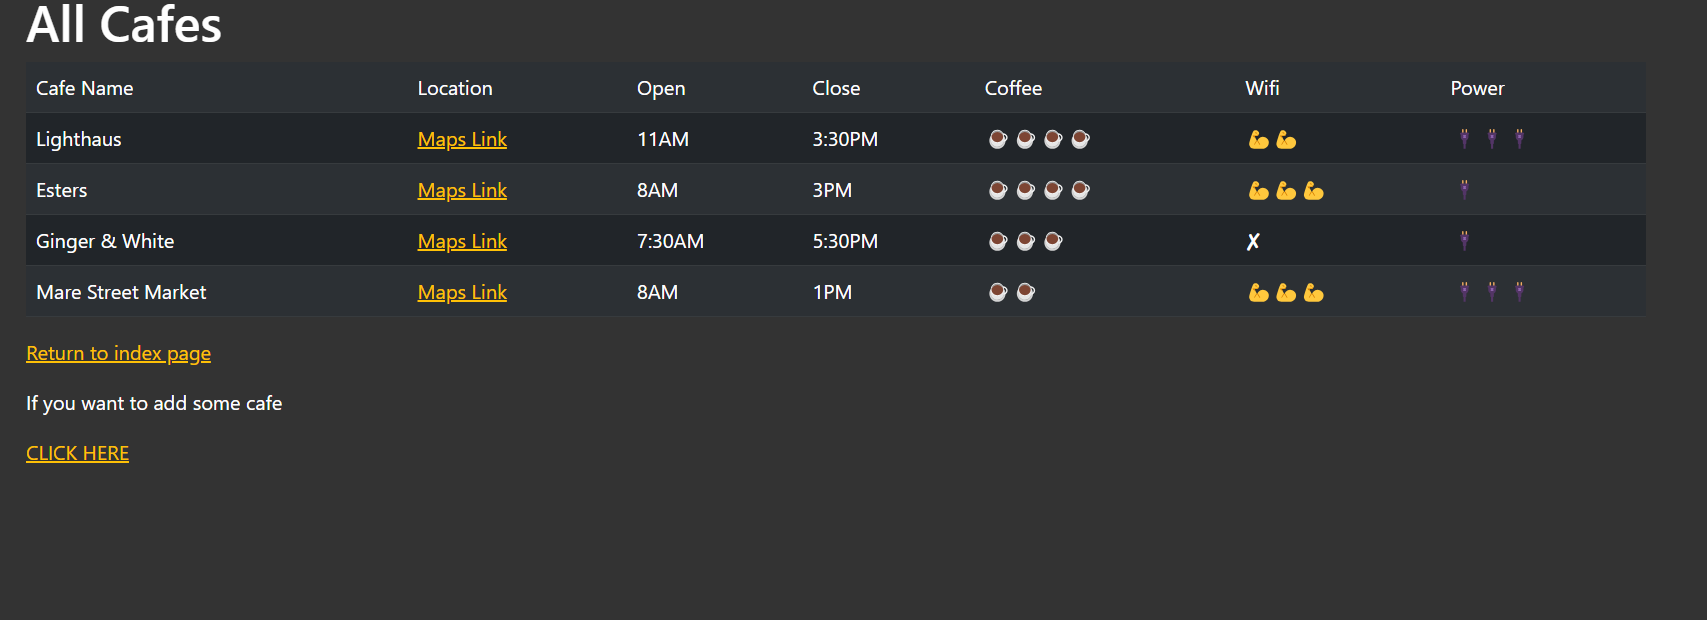 All Cafes
Cafe Name Location Open Close Coffee Wifi Power
Lighthaus Maps Link 11AM 3:30PM ☕☕☕☕ 💪💪 🔌🔌🔌
Esters Maps Link 8AM 3PM ☕☕☕☕ 💪💪💪 🔌
Ginger & White Maps Link 7:30AM 5:30PM ☕☕☕ ✘ 🔌
Mare Street Market Maps Link 8AM 1PM ☕☕ 💪💪💪 🔌🔌🔌
Return to index page
If you want to add some cafe
CLICK HERE